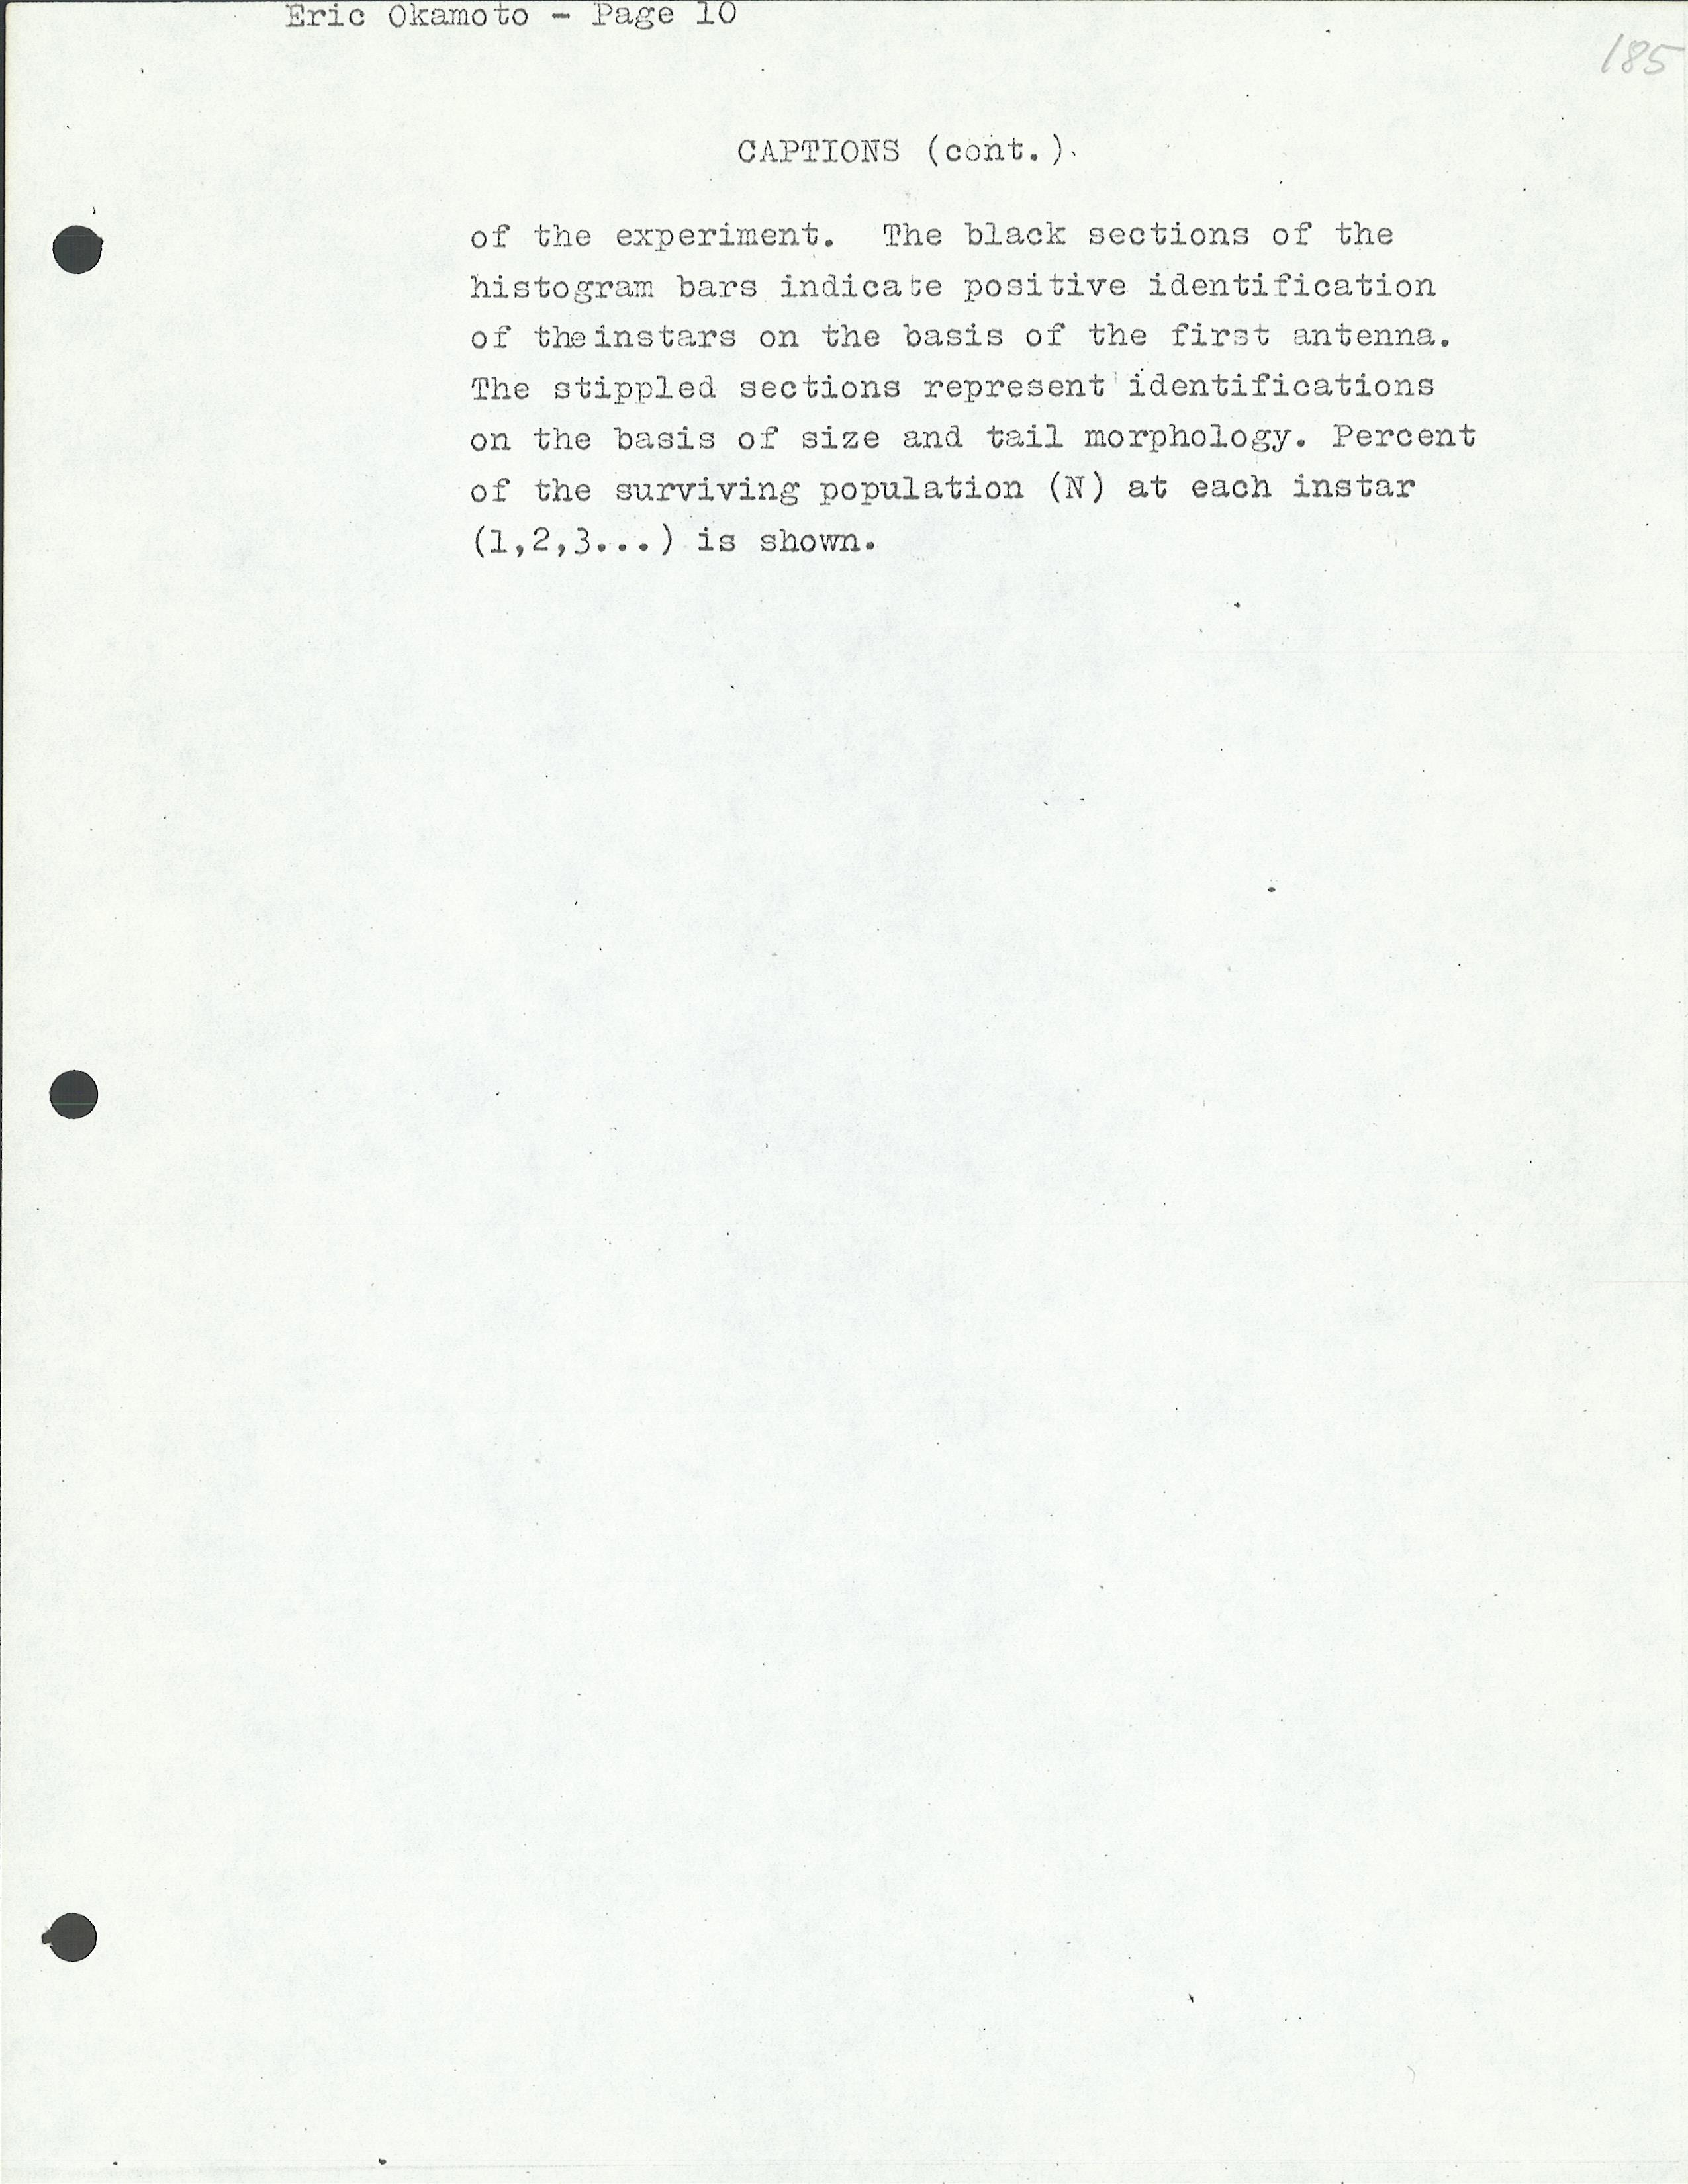 Eric Okamoto - Page 10
185
CAPTIONS (cont.)
of the experiment. The black sections of the
histogram bars indicate positive identification
of the instars on the basis of the first antenna.
The stippled sections represent identifications
on the basis of size and tail morphology. Percent
of the surviving population (N) at each instar
(1,2,3...) is shown.